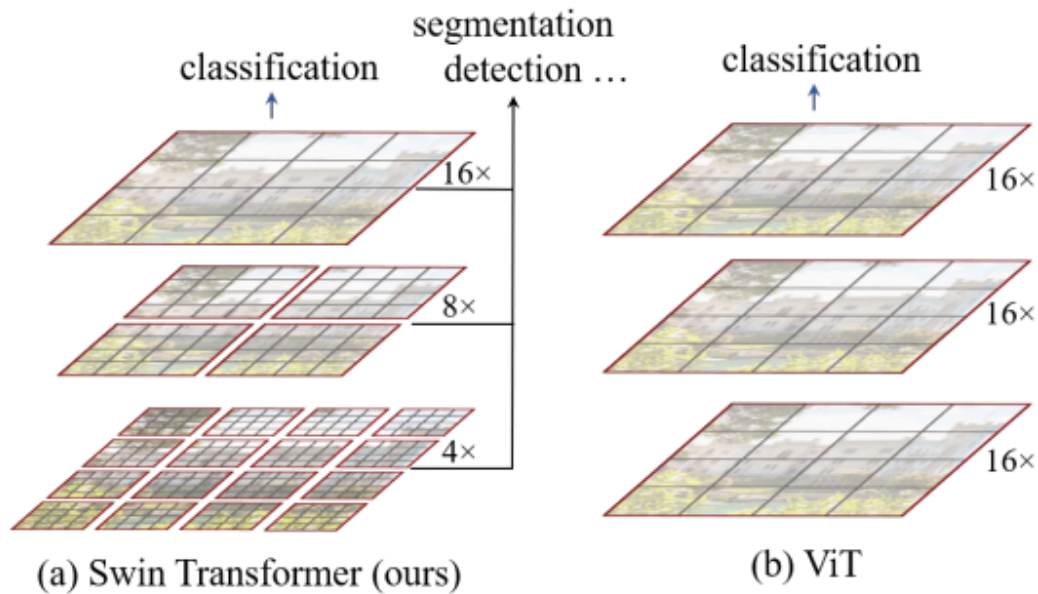 segmentation
detection …
classification
16×
8×
4×
(a) Swin Transformer (ours)
classification
16×
16×
16×
(b) ViT